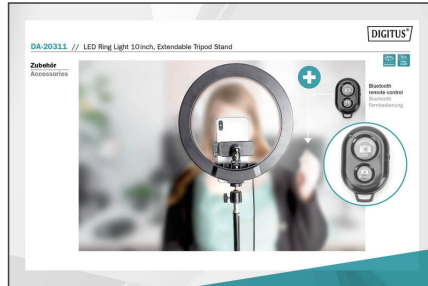 DIGITUS®
DA-20311 // LED Ring Light 10 inch, Extendable Tripod Stand
Zubehör
Accessories
Bluetooth
remote control
Bluetooth
Fernbedienung